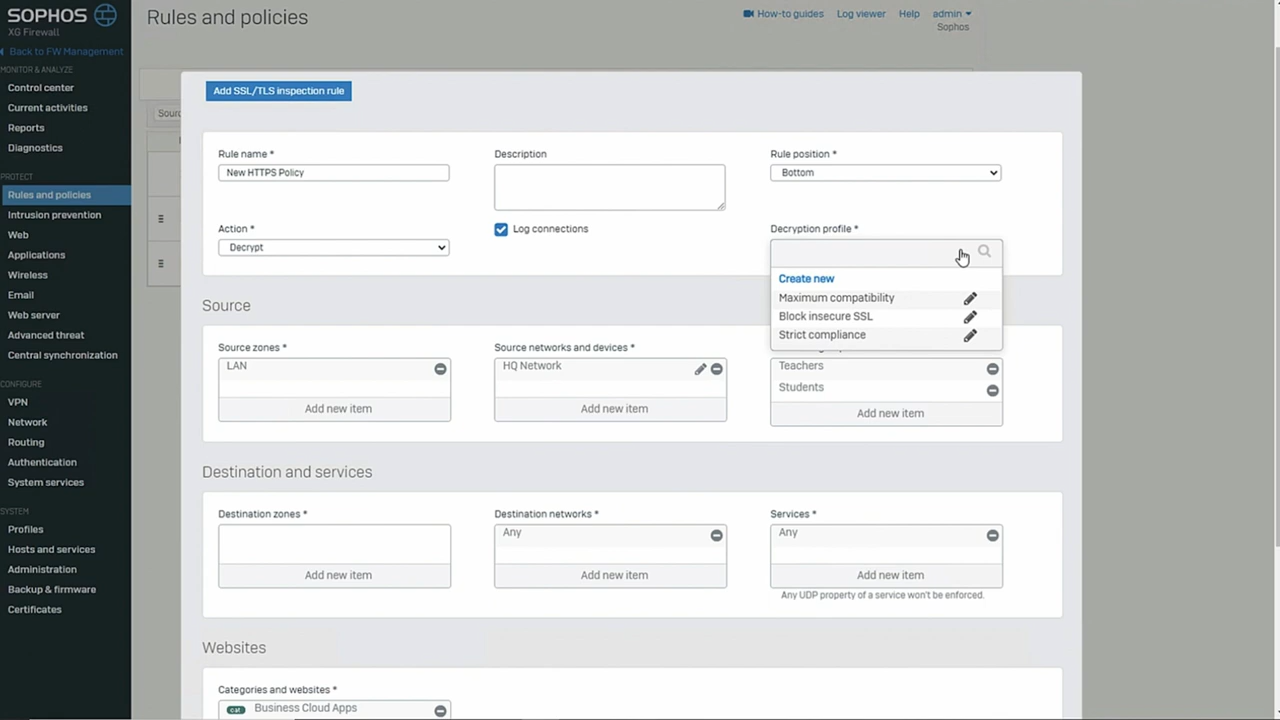 SOPHOS
XG Firewall
Back to FW Management
MONITOR & ANALYZE
Control center
Current activities
Reports
Diagnostics
PROTECT
Rules and policies
Intrusion prevention
Web
Applications
Wireless
Email
Web server
Advanced threat
Central synchronization
CONFIGURE
VPN
Network
Routing
Authentication
System services
SYSTEM
Profiles
Hosts and services
Administration
Backup & firmware
Certificates
Rules and policies
How-to guides
Log viewer
Help
admin
Sophos
Add SSL/TLS inspection rule
Rule name *
New HTTPS Policy
Description
Rule position *
Bottom
Action *
Decrypt
Log connections
Decryption profile *
Create new
Maximum compatibility
Block insecure SSL
Strict compliance
Source
Source zones *
LAN
Add new item
Source networks and devices *
HQ Network
Add new item
Teachers
Students
Add new item
Destination and services
Destination zones *
Add new item
Destination networks *
Any
Add new item
Services *
Any
Add new item
Any UDP property of a service won't be enforced.
Websites
Categories and websites *
cat Business Cloud Apps